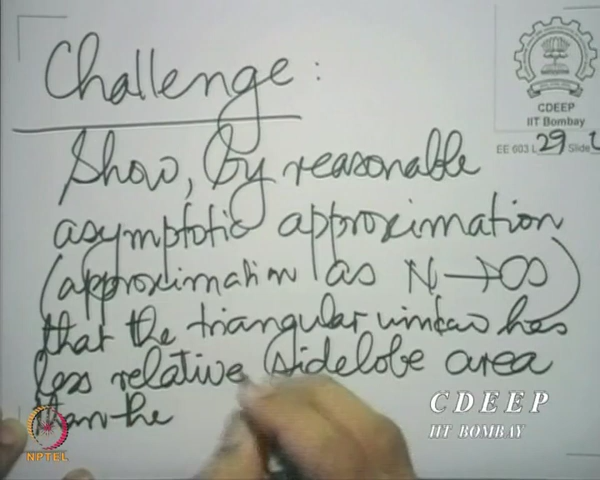 Challenge:
Show, by reasonable
asymptotic approximation
(approximation as N→∞)
that the triangular window has
less relative sidelobe area
than the
CDEEP
IIT Bombay
EE 603 L 29 Slide
CDEEP
IIT BOMBAY
NPTEL